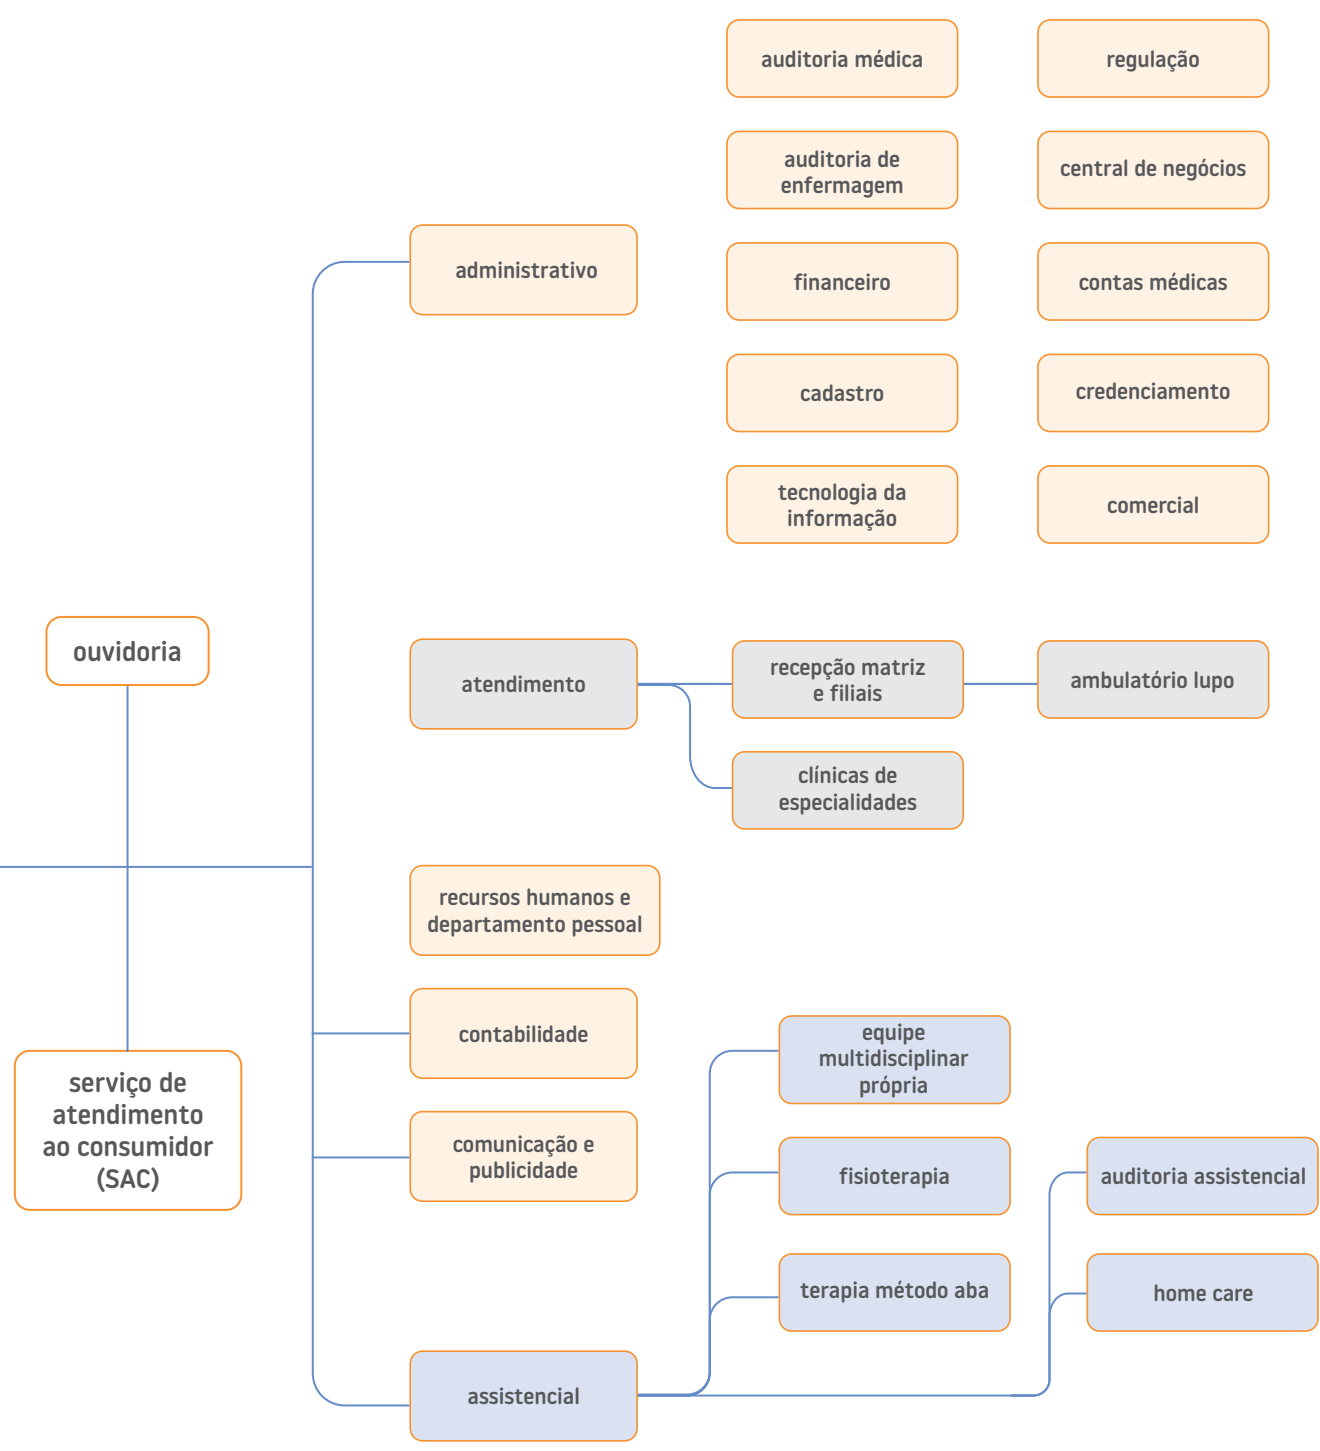 auditoria médica
regulação
auditoria de
enfermagem
central de negócios
administrativo
financeiro
contas médicas
cadastro
credenciamento
tecnologia da
informação
comercial
ouvidoria
atendimento
recepção matriz
e filiais
ambulatório lupo
clínicas de
especialidades
recursos humanos e
departamento pessoal
contabilidade
serviço de
atendimento
ao consumidor
(SAC)
comunicação e
publicidade
equipe
multidisciplinar
própria
fisioterapia
auditoria assistencial
terapia método aba
home care
assistencial